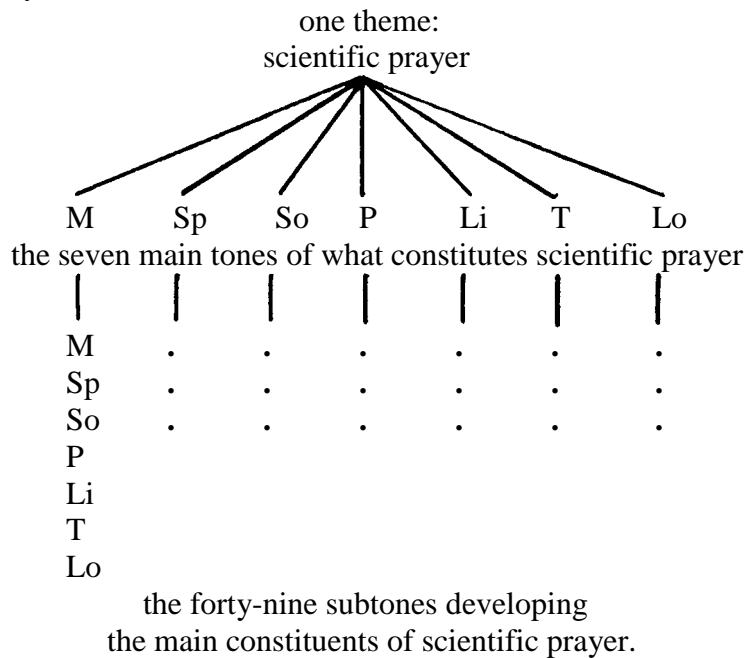 one theme:
scientific prayer
M Sp So P Li T Lo
the seven main tones of what constitutes scientific prayer
M . . . . . .
Sp . . . . . .
So . . . . . .
P
Li
T
Lo
the forty-nine subtones developing
the main constituents of scientific prayer.